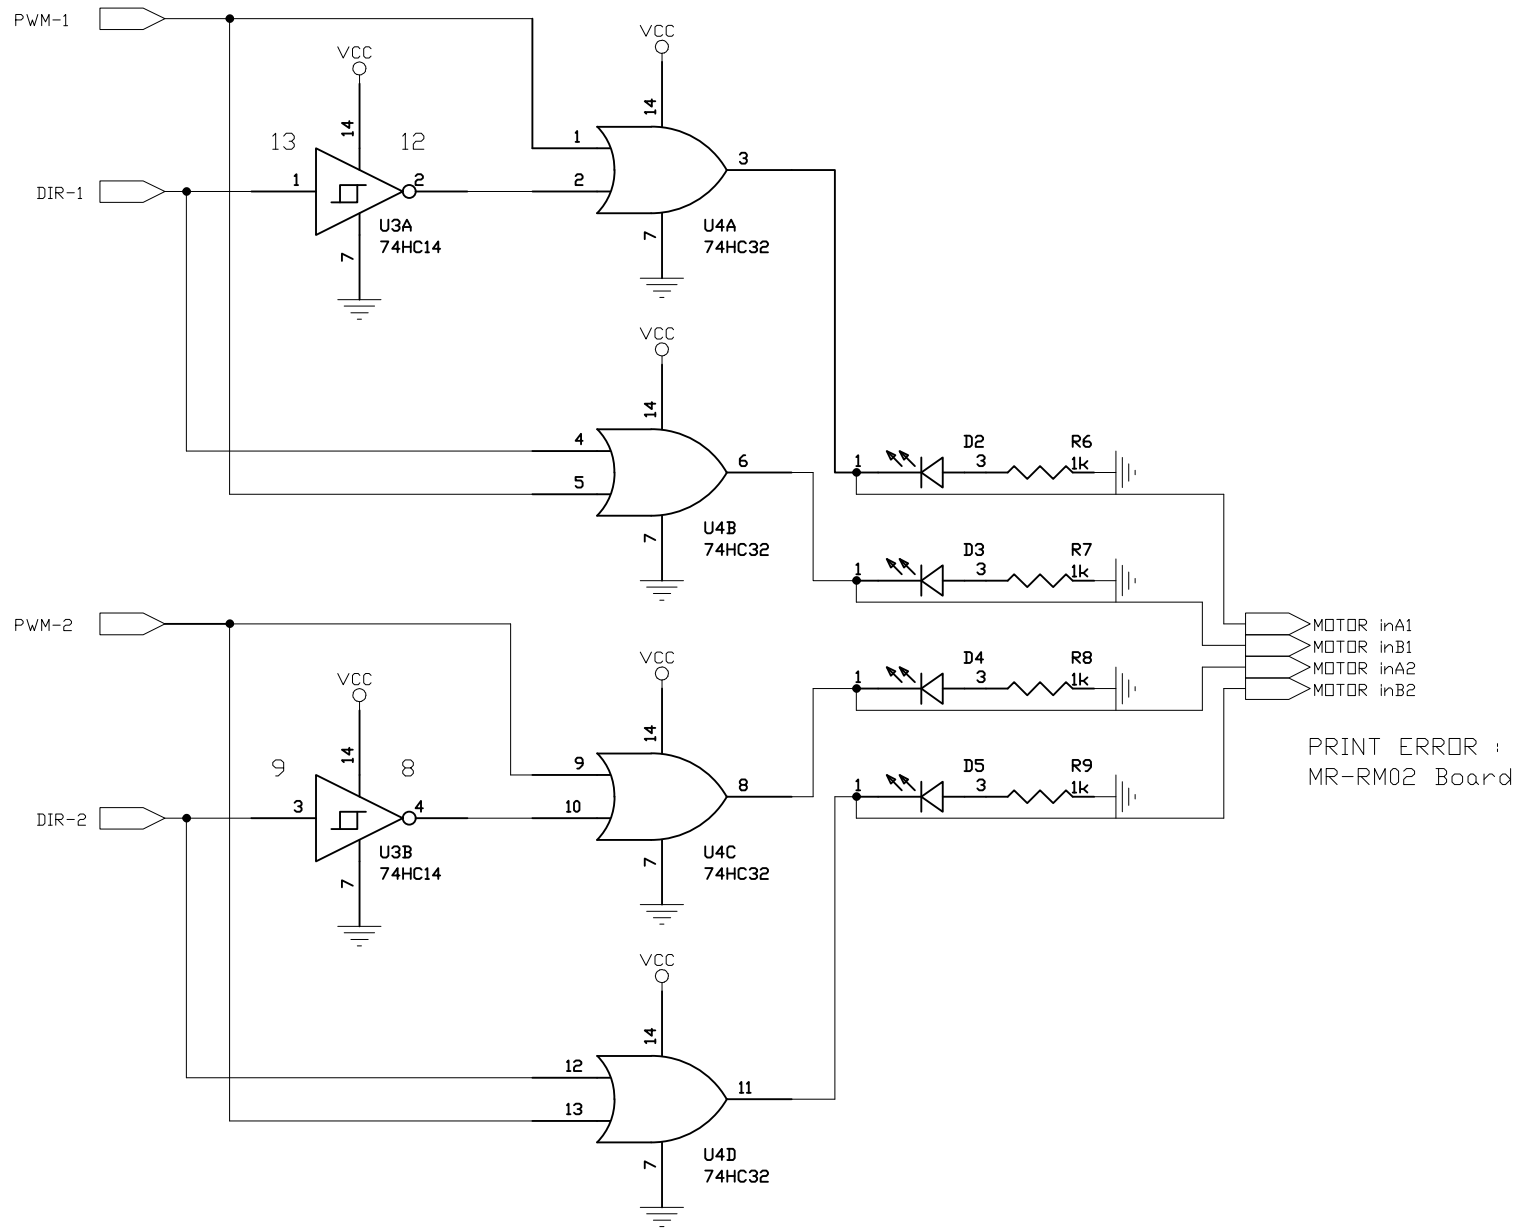 PWM-1
VCC
VCC
14
14
13
12
1
2
1
2
3
DIR-1
U3A
74HC14
7
U4A
74HC32
7
VCC
14
4
5
6
U4B
74HC32
7
1
D2
3
R6
1k
1
D3
3
R7
1k
PWM-2
MOTOR inA1
MOTOR inB1
MOTOR inA2
MOTOR inB2
VCC
VCC
14
14
1
D4
3
R8
1k
PRINT ERROR :
MR-RM02 Board
9
8
3
4
9
10
8
DIR-2
U3B
74HC14
7
U4C
74HC32
7
1
D5
3
R9
1k
VCC
14
12
13
11
U4D
74HC32
7